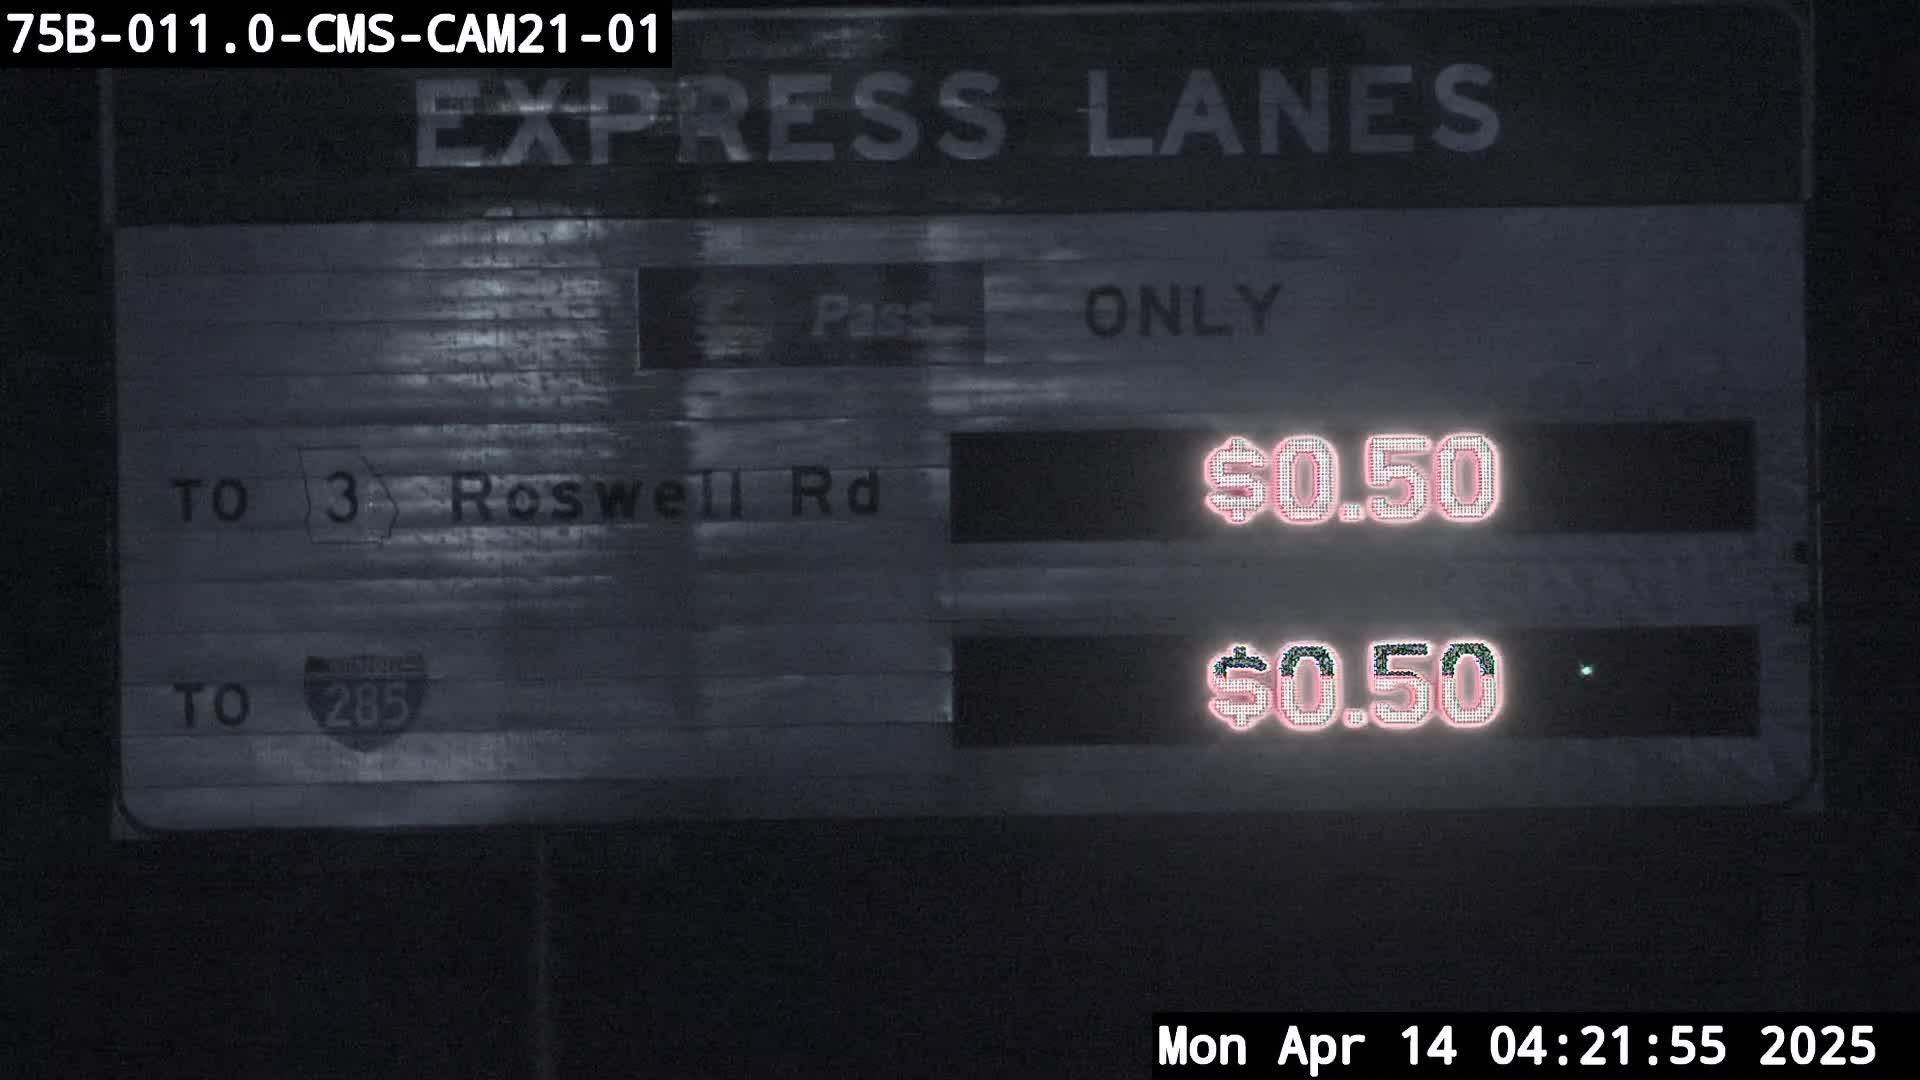 75B-011.0-CMS-CAM21-01
EXPRESS LANES
Pass ONLY
TO 3 Roswell Rd $0.50
TO 285 $0.50
Mon Apr 14 04:21:55 2025